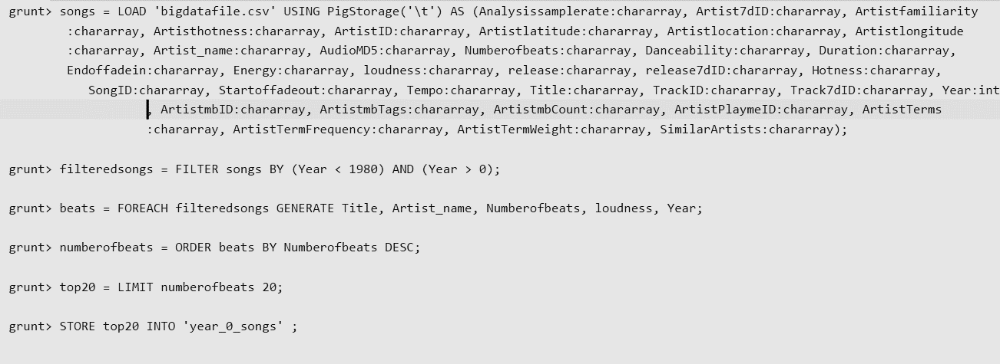 grunt> songs = LOAD 'bigdatafile.csv' USING PigStorage('\t') AS (Analysissamplerate:chararray, Artist7dID:chararray, Artistfamiliarity
:chararray, Artisthotness:chararray, ArtistID:chararray, Artistlatitude:chararray, Artistlocation:chararray, Artistlongitude
:chararray, Artist_name:chararray, AudioMD5:chararray, Numberofbeats:chararray, Danceability:chararray, Duration:chararray,
Endoffadein:chararray, Energy:chararray, loudness:chararray, release:chararray, release7dID:chararray, Hotness:chararray,
SongID:chararray, Startoffadeout:chararray, Tempo:chararray, Title:chararray, TrackID:chararray, Track7dID:chararray, Year:int
, ArtistmbID:chararray, ArtistmbTags:chararray, ArtistmbCount:chararray, ArtistPlaymeID:chararray, ArtistTerms
:chararray, ArtistTermFrequency:chararray, ArtistTermWeight:chararray, SimilarArtists:chararray);
grunt> filteredsongs = FILTER songs BY (Year < 1980) AND (Year > 0);
grunt> beats = FOREACH filteredsongs GENERATE Title, Artist_name, Numberofbeats, loudness, Year;
grunt> numberofbeats = ORDER beats BY Numberofbeats DESC;
grunt> top20 = LIMIT numberofbeats 20;
grunt> STORE top20 INTO 'year_0_songs' ;